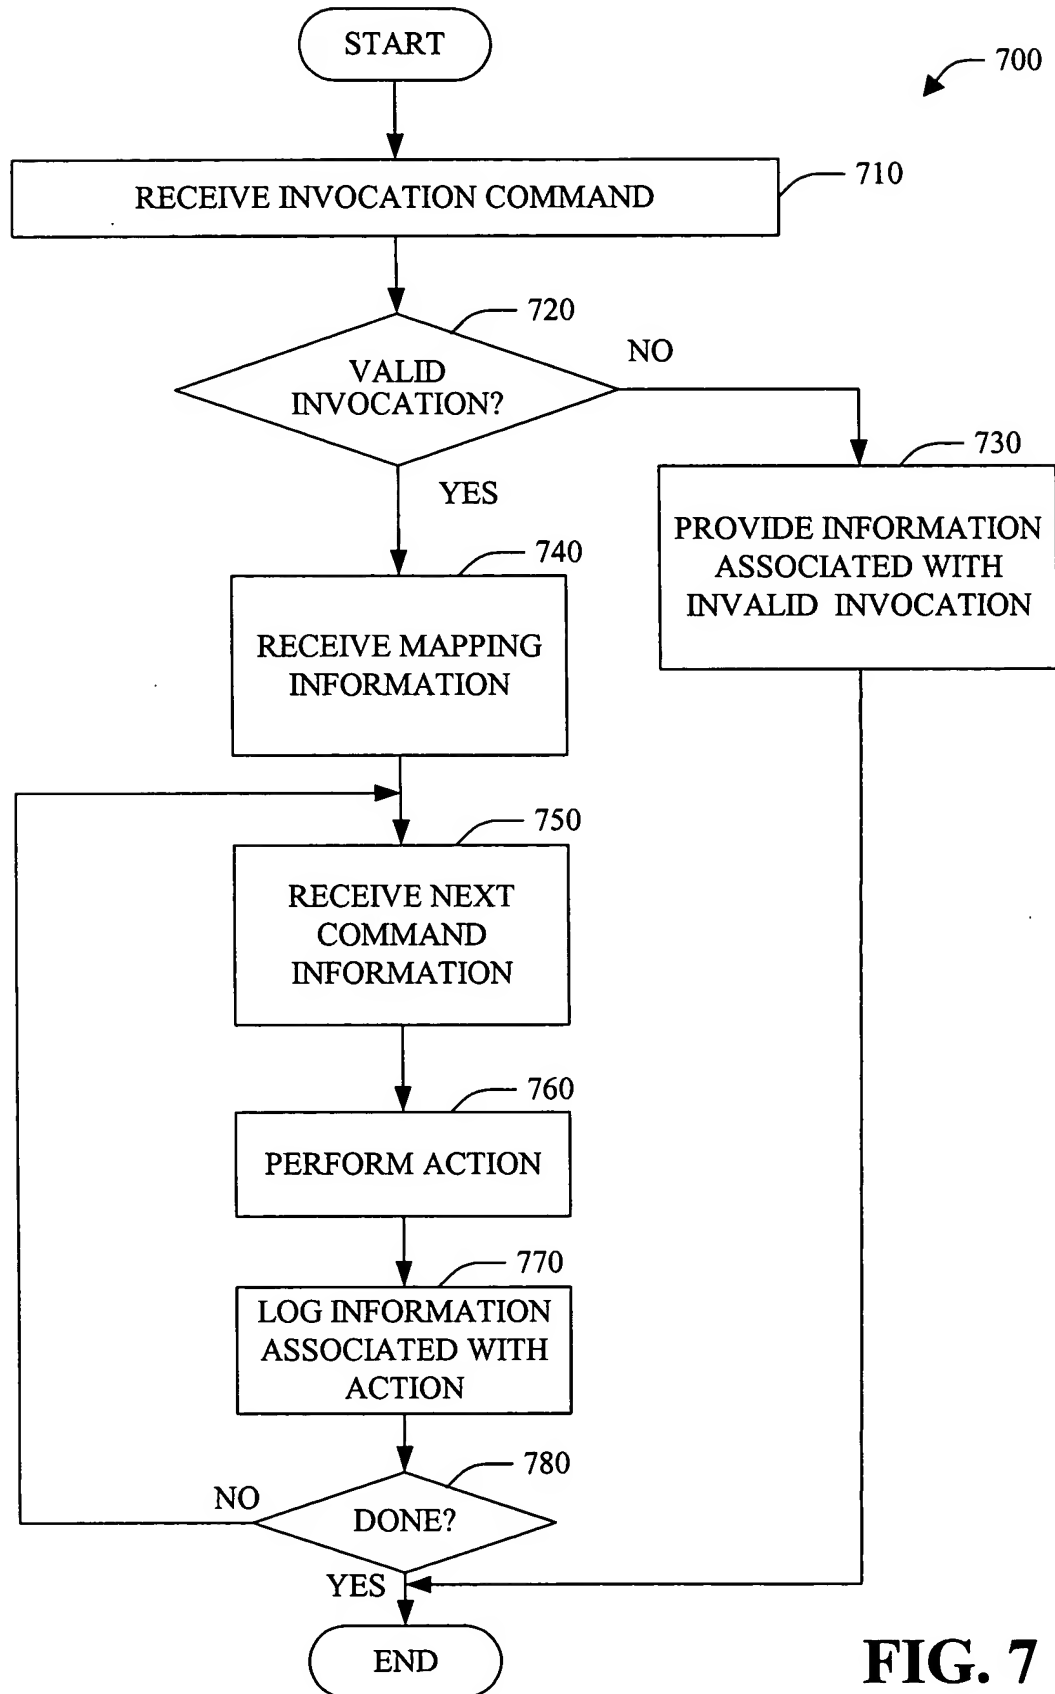 START
700
RECEIVE INVOCATION COMMAND
710
720
VALID
INVOCATION?
NO
730
PROVIDE INFORMATION
ASSOCIATED WITH
INVALID INVOCATION
YES
740
RECEIVE MAPPING
INFORMATION
750
RECEIVE NEXT
COMMAND
INFORMATION
760
PERFORM ACTION
770
LOG INFORMATION
ASSOCIATED WITH
ACTION
780
NO
DONE?
YES
END
FIG. 7